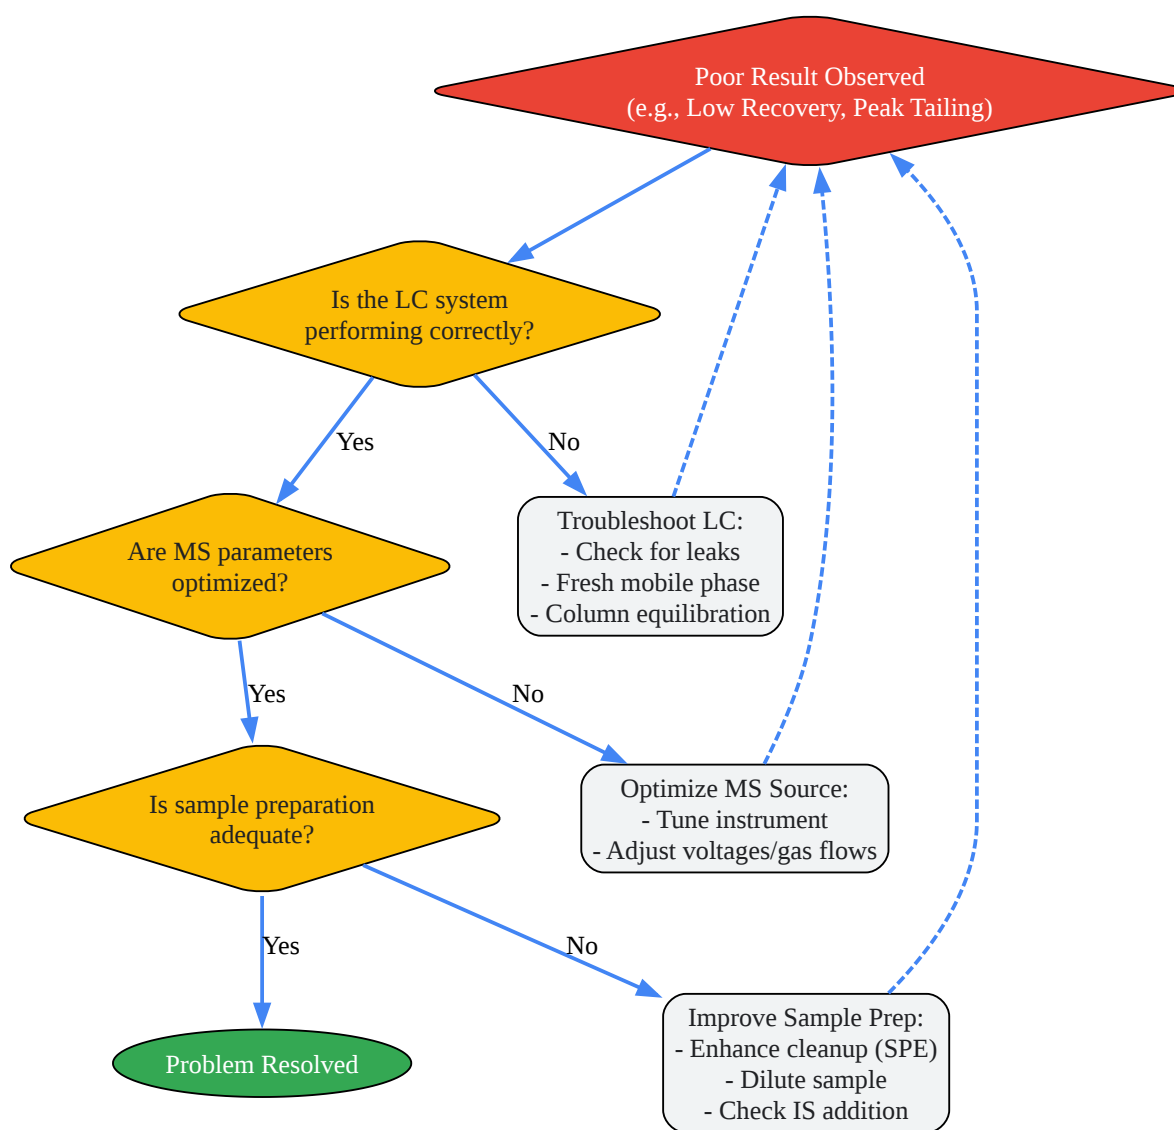 Poor Result Observed
(e.g., Low Recovery, Peak Tailing)
Is the LC system
performing correctly?
Yes
No
Troubleshoot LC:
- Check for leaks
- Fresh mobile phase
- Column equilibration
Are MS parameters
optimized?
Yes
No
Optimize MS Source:
- Tune instrument
- Adjust voltages/gas flows
Is sample preparation
adequate?
Yes
No
Improve Sample Prep:
- Enhance cleanup (SPE)
- Dilute sample
- Check IS addition
Problem Resolved